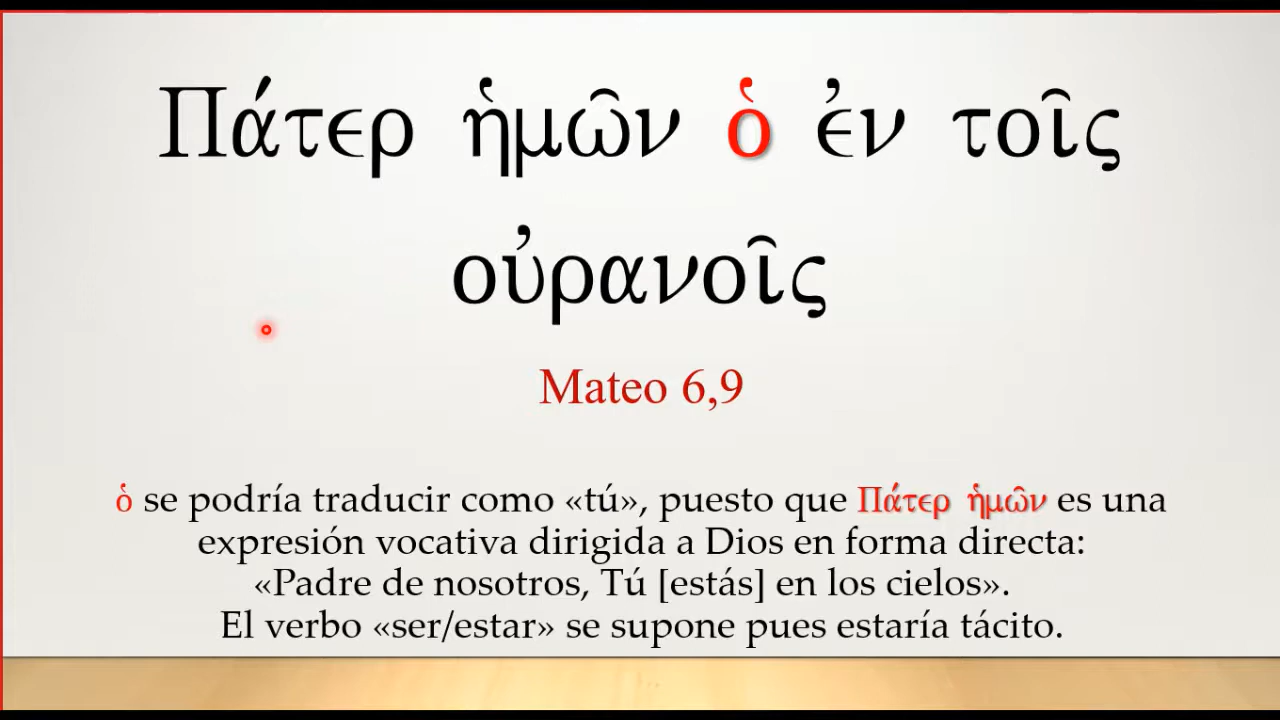 Πάτερ ἡμῶν ὁ ἐν τοῖς
οὐρανοῖς
Mateo 6,9
ὁ se podría traducir como «tú», puesto que Πάτερ ἡμῶν es una
expresión vocativa dirigida a Dios en forma directa:
«Padre de nosotros, Tú [estás] en los cielos».
El verbo «ser/estar» se supone pues estaría tácito.